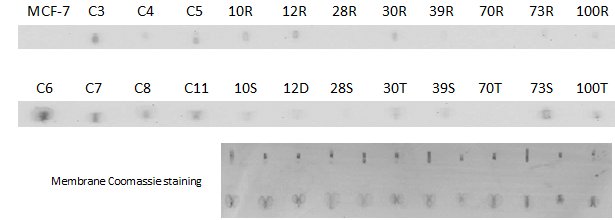 MCF-7 C3 C4 C5 10R 12R 28R 30R 39R 70R 73R 100R
C6 C7 C8 C11 10S 12D 28S 30T 39S 70T 73S 100T
Membrane Coomassie staining